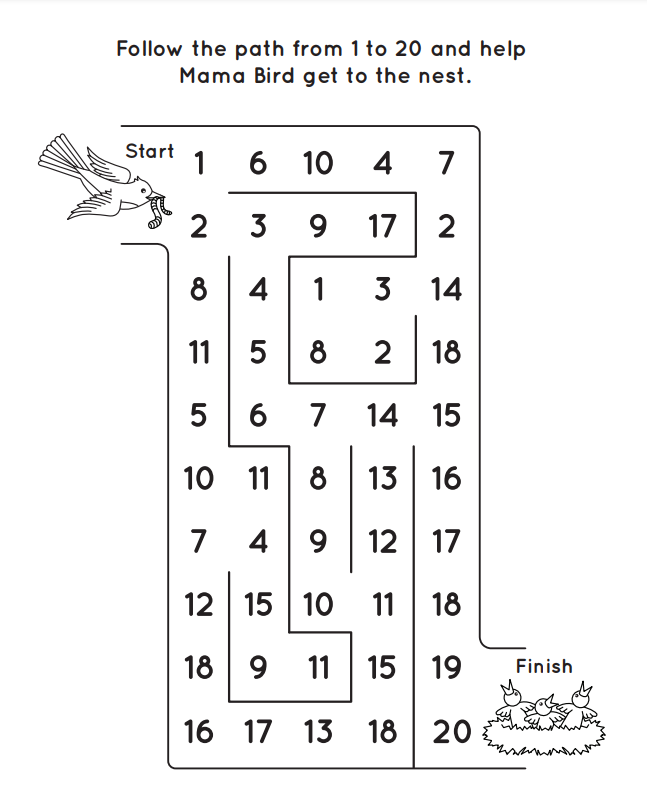 Follow the path from 1 to 20 and help
Mama Bird get to the nest.
Start
1 6 10 4 7
2 3 9 17 2
8 4 1 3 14
11 5 8 2 18
5 6 7 14 15
10 11 8 13 16
7 4 9 12 17
12 15 10 11 18
18 9 11 15 19
Finish
16 17 13 18 20